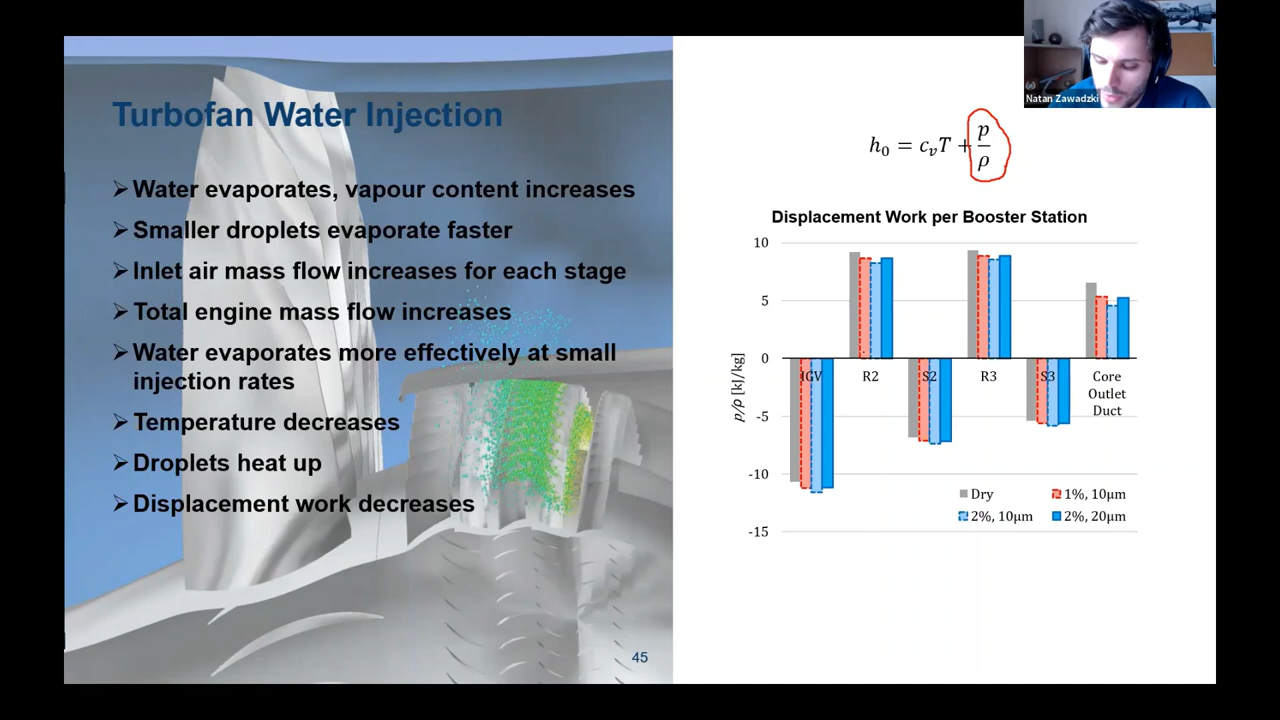 Turbofan Water Injection
➢Water evaporates, vapour content increases
➢Smaller droplets evaporate faster
➢Inlet air mass flow increases for each stage
➢Total engine mass flow increases
➢Water evaporates more effectively at small
injection rates
➢Temperature decreases
➢Droplets heat up
➢Displacement work decreases
45
Natan Zawadzki
h₀ = cᵥT + p/ρ
Displacement Work per Booster Station
10
5
0
-5
-10
-15
p/ρ [kJ/kg]
IGV R2 S2 R3 S3 Core
Outlet
Duct
Dry 1%, 10μm
2%, 10μm 2%, 20μm